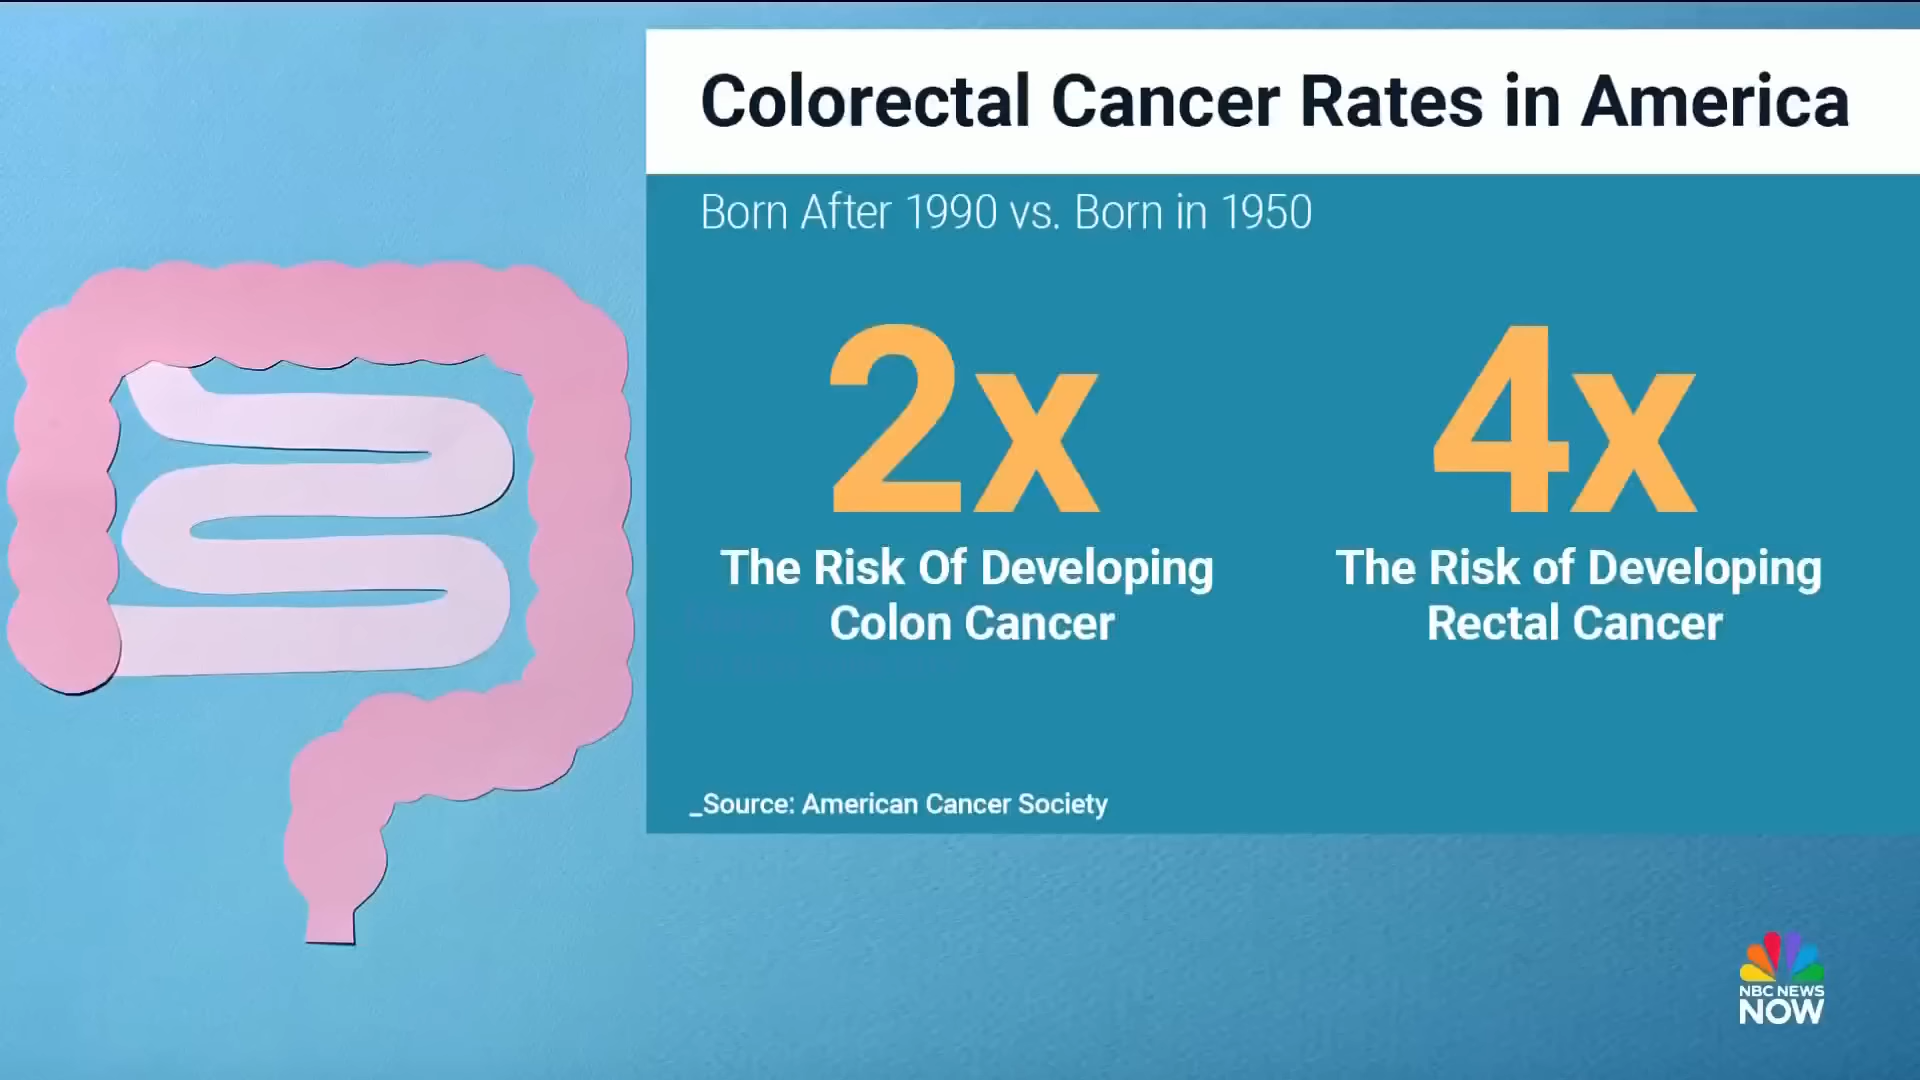 Colorectal Cancer Rates in America
Born After 1990 vs. Born in 1950
2x
The Risk Of Developing
Colon Cancer
4x
The Risk of Developing
Rectal Cancer
_Source: American Cancer Society
NBC NEWS
NOW